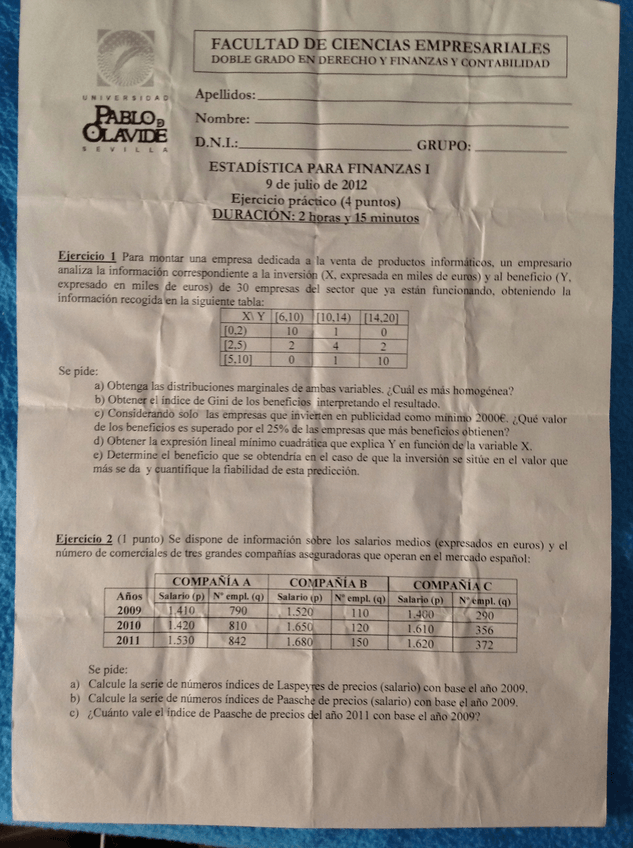 FACULTAD DE CIENCIAS EMPRESARIALES
DOBLE GRADO EN DERECHO Y FINANZAS Y CONTABILIDAD
UNIVERSIDAD
PABLO DE
OLAVIDE
SEVILLA
Apellidos:
Nombre:
D.N.I.: GRUPO:
ESTADÍSTICA PARA FINANZAS I
9 de julio de 2012
Ejercicio práctico (4 puntos)
DURACIÓN: 2 horas y 15 minutos
Ejercicio 1 Para montar una empresa dedicada a la venta de productos informáticos, un empresario
analiza la información correspondiente a la inversión (X, expresada en miles de euros) y al beneficio (Y,
expresado en miles de euros) de 30 empresas del sector que ya están funcionando, obteniendo la
información recogida en la siguiente tabla:
X\ Y [6,10) [10,14) [14,20]
[0,2) 10 1 0
[2,5) 2 4 2
[5,10] 0 1 10
Se pide:
a) Obtenga las distribuciones marginales de ambas variables. ¿Cuál es más homogénea?
b) Obtener el índice de Gini de los beneficios interpretando el resultado.
c) Considerando solo las empresas que invierten en publicidad como mínimo 2000€. ¿Qué valor
de los beneficios es superado por el 25% de las empresas que más beneficios obtienen?
d) Obtener la expresión lineal mínimo cuadrática que explica Y en función de la variable X.
e) Determine el beneficio que se obtendría en el caso de que la inversión se sitúe en el valor que
más se da y cuantifique la fiabilidad de esta predicción.
Ejercicio 2 (1 punto) Se dispone de información sobre los salarios medios (expresados en euros) y el
número de comerciales de tres grandes compañías aseguradoras que operan en el mercado español:
COMPAÑÍA A COMPAÑÍA B COMPAÑÍA C
Años Salario (p) Nº empl. (q) Salario (p) Nº empl. (q) Salario (p) Nº empl. (q)
2009 1.410 790 1.520 110 1.400 290
2010 1.420 810 1.650 120 1.610 356
2011 1.530 842 1.680 150 1.620 372
Se pide:
a) Calcule la serie de números índices de Laspeyres de precios (salario) con base el año 2009.
b) Calcule la serie de números índices de Paasche de precios (salario) con base el año 2009.
c) ¿Cuánto vale el índice de Paasche de precios del año 2011 con base el año 2009?